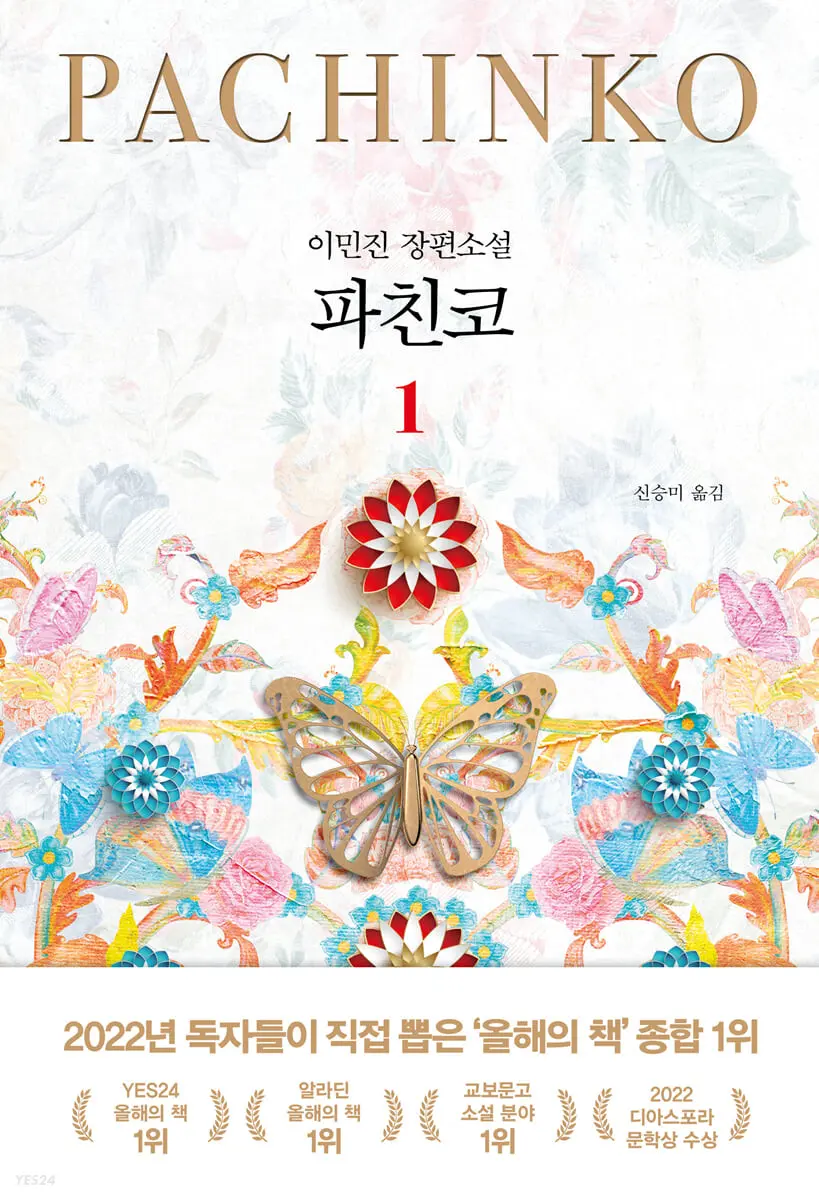 PACHINKO
이민진 장편소설
파친코
1
신승미 옮김
2022년 독자들이 직접 뽑은 ‘올해의 책’ 종합 1위
YES24
올해의 책
1위
알라딘
올해의 책
1위
교보문고
소설 분야
1위
2022
디아스포라
문학상 수상
YES24